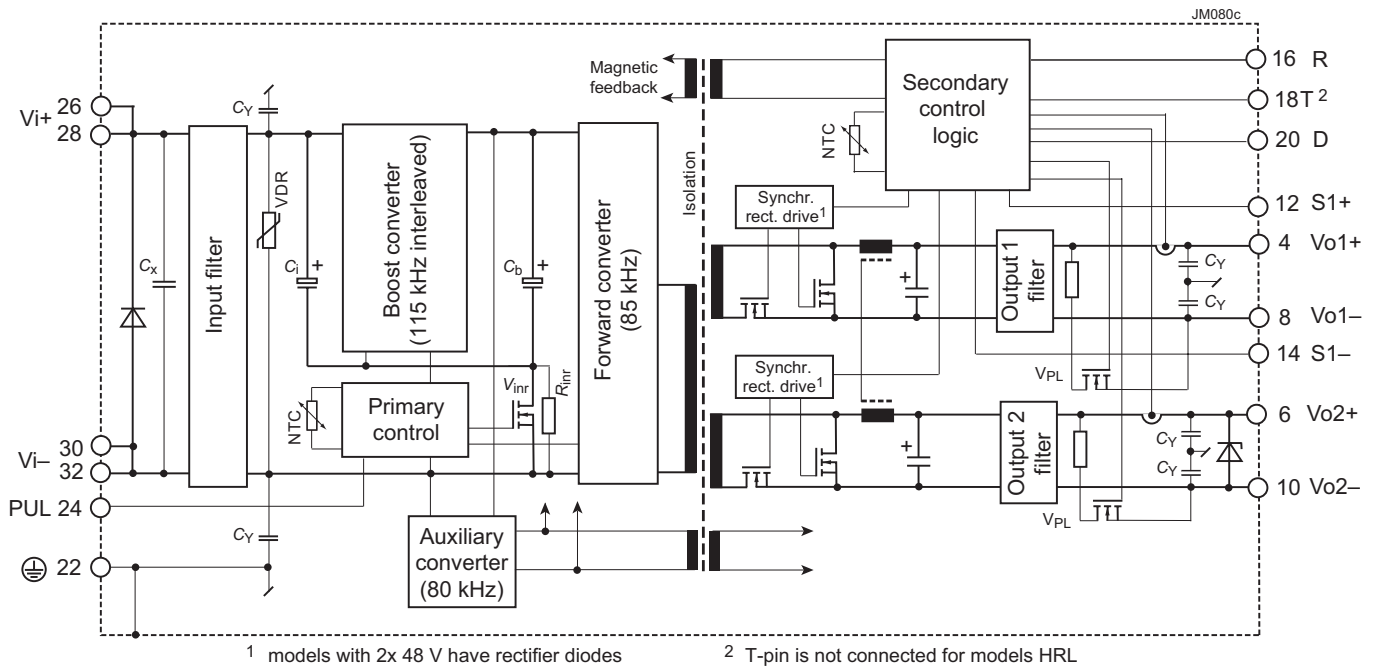 JM080c
Vi+
26
28
Vi–
30
32
PUL 24
22
CY
Cx
Input filter
VDR
CY
Ci
+
Boost converter
(115 kHz interleaved)
Cb
+
NTC
Primary
control
Vinr
Rinr
Forward converter
(85 kHz)
Auxiliary
converter
(80 kHz)
Magnetic
feedback
Isolation
NTC
Secondary
control
logic
Synchr.
rect. drive1
+
Output 1
filter
CY
CY
VPL
Synchr.
rect. drive1
+
Output 2
filter
CY
CY
VPL
16 R
18T 2
20 D
12 S1+
4 Vo1+
8 Vo1–
14 S1–
6 Vo2+
10 Vo2–
1 models with 2x 48 V have rectifier diodes
2 T-pin is not connected for models HRL